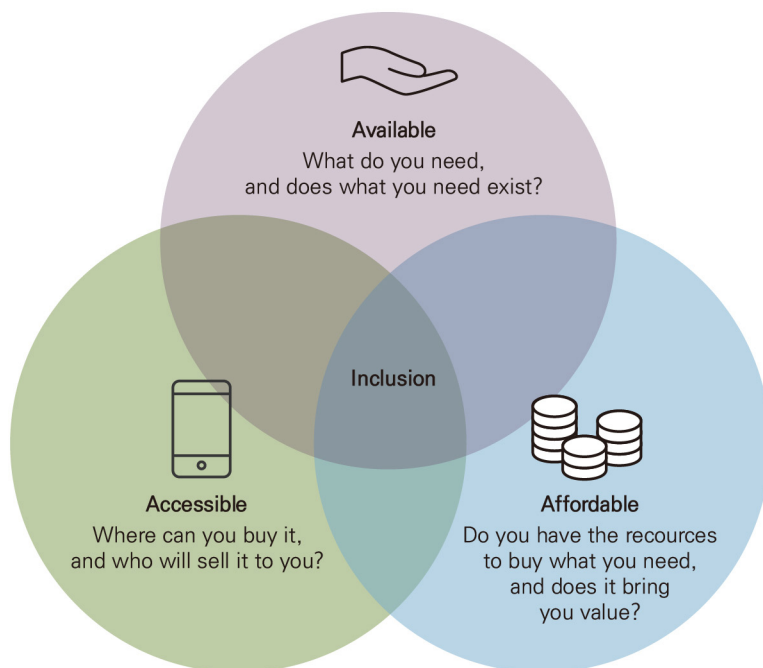 Available
What do you need,
and does what you need exist?
Inclusion
Accessible
Where can you buy it,
and who will sell it to you?
Affordable
Do you have the recources
to buy what you need,
and does it bring
you value?